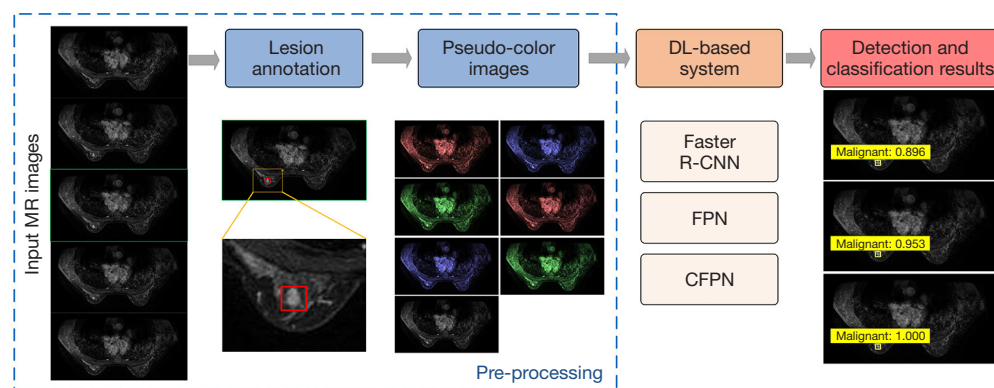 Input MR images
Lesion
annotation
Pseudo-color
images
DL-based
system
Detection and
classification results
Faster
R-CNN
FPN
CFPN
Malignant: 0.896
Malignant: 0.953
Malignant: 1.000
Pre-processing